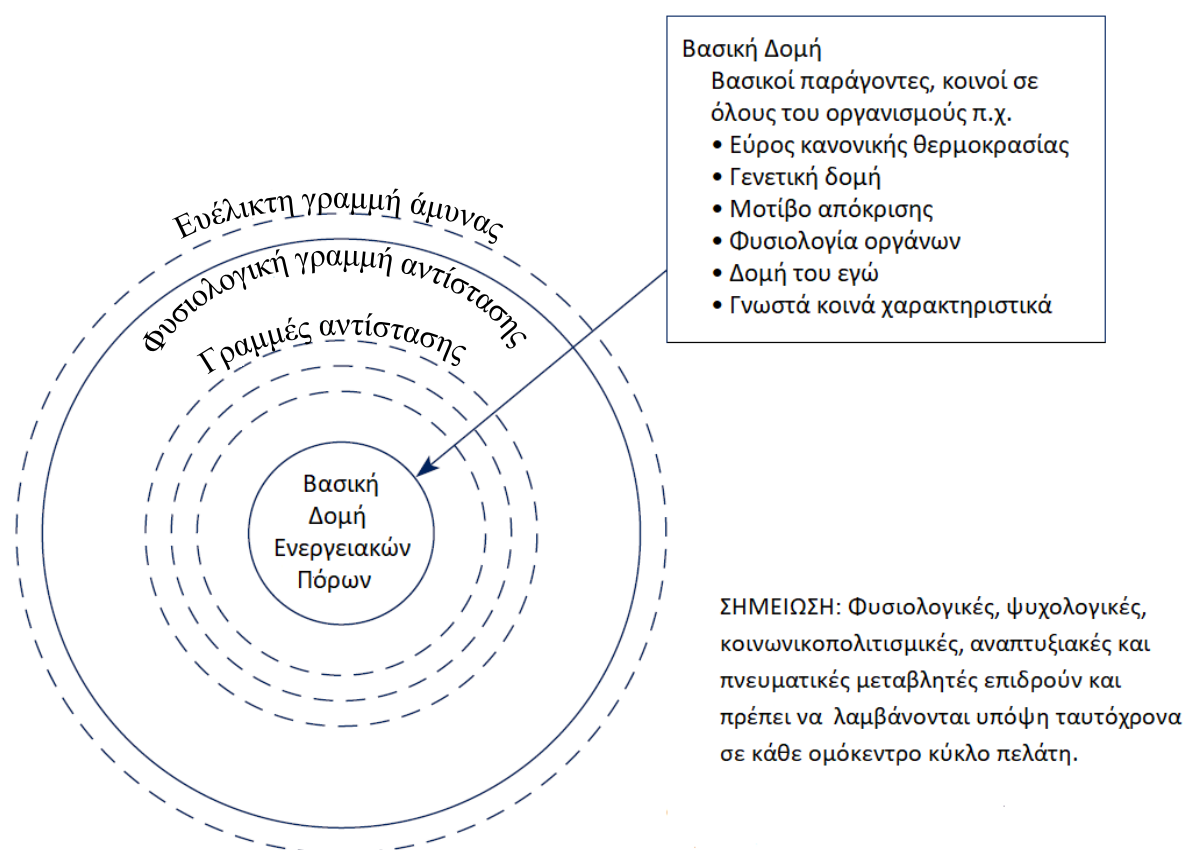 Βασική Δομή
Βασικοί παράγοντες, κοινοί σε
όλους του οργανισμούς π.χ.
• Εύρος κανονικής θερμοκρασίας
• Γενετική δομή
• Μοτίβο απόκρισης
• Φυσιολογία οργάνων
• Δομή του εγώ
• Γνωστά κοινά χαρακτηριστικά
Ευέλικτη γραμμή άμυνας
Φυσιολογική γραμμή αντίστασης
Γραμμές αντίστασης
Βασική
Δομή
Ενεργειακών
Πόρων
ΣΗΜΕΙΩΣΗ: Φυσιολογικές, ψυχολογικές,
κοινωνικοπολιτισμικές, αναπτυξιακές και
πνευματικές μεταβλητές επιδρούν και
πρέπει να λαμβάνονται υπόψη ταυτόχρονα
σε κάθε ομόκεντρο κύκλο πελάτη.